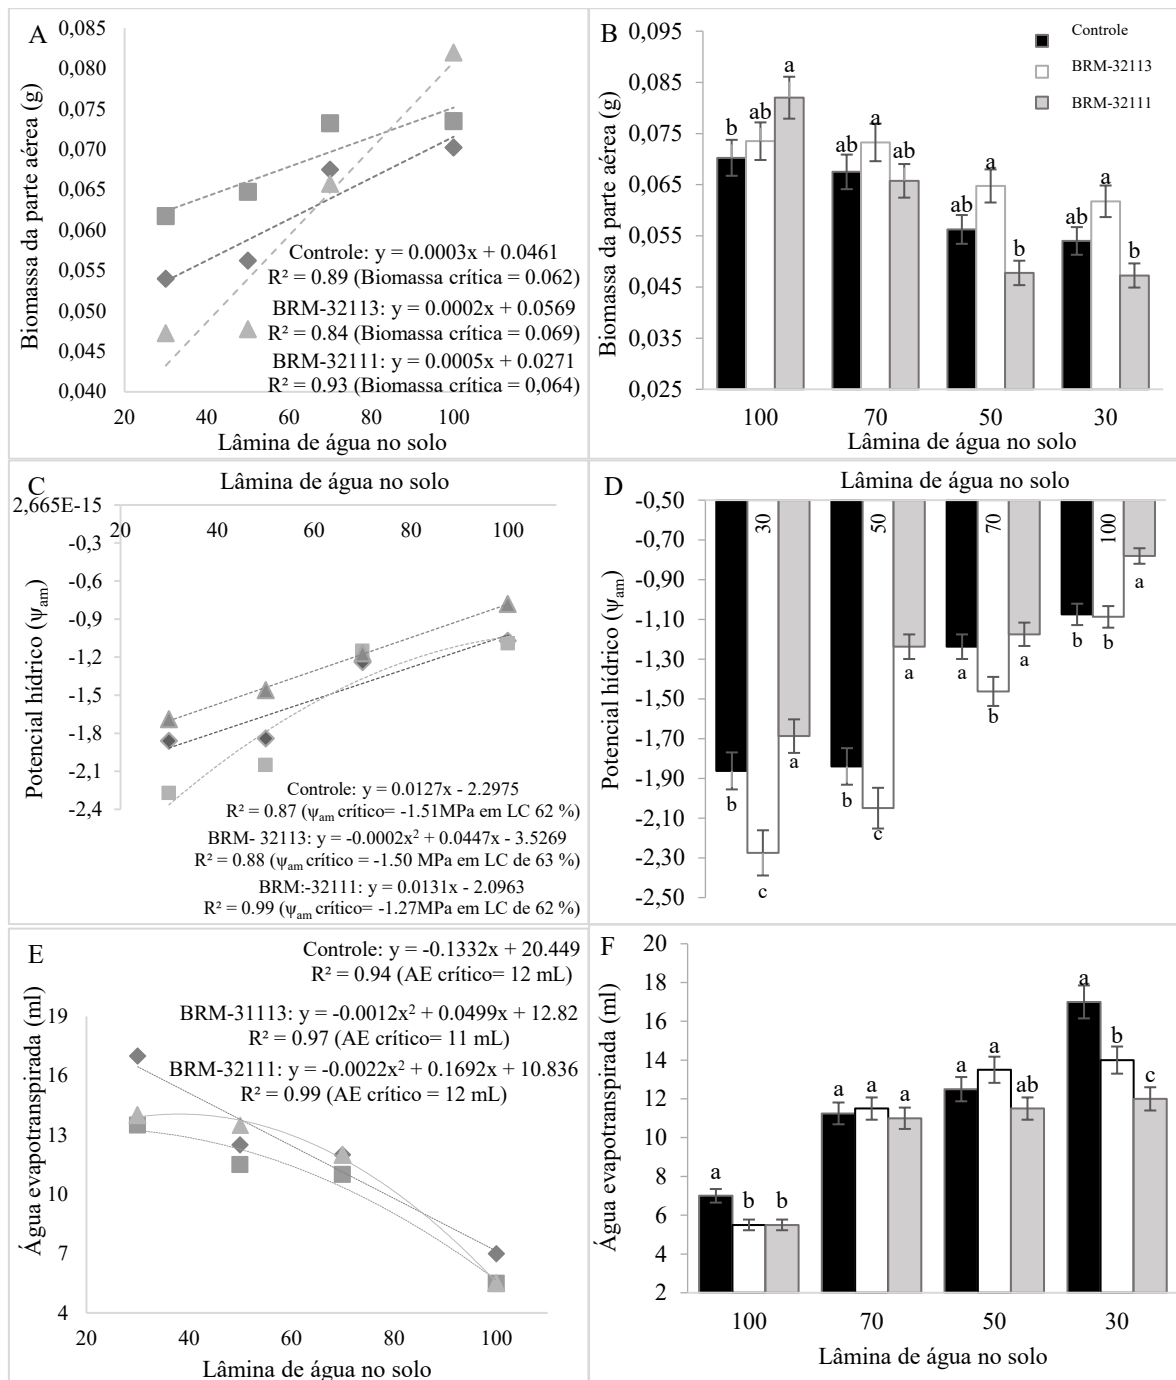 A
0,085
0,080
0,075
0,070
0,065
0,060
0,055
0,050
0,045
0,040
Biomassa da parte aérea (g)
Controle: y = 0.0003x + 0.0461
R² = 0.89 (Biomassa crítica = 0.062)
BRM-32113: y = 0.0002x + 0.0569
R² = 0.84 (Biomassa crítica = 0.069)
BRM-32111: y = 0.0005x + 0.0271
R² = 0.93 (Biomassa crítica = 0,064)
20 40 60 80 100
Lâmina de água no solo
B
0,095
0,085
0,075
0,065
0,055
0,045
0,035
0,025
Biomassa da parte aérea (g)
Controle
BRM-32113
BRM-32111
b ab a
ab a ab
ab a b
ab a b
100 70 50 30
Lâmina de água no solo
C
Lâmina de água no solo
2,665E-15
20 40 60 80 100
-0,3
-0,6
-0,9
-1,2
-1,5
-1,8
-2,1
-2,4
Potencial hídrico (ψam)
Controle: y = 0.0127x - 2.2975
R² = 0.87 (ψam crítico= -1.51MPa em LC 62 %)
BRM- 32113: y = -0.0002x² + 0.0447x - 3.5269
R² = 0.88 (ψam crítico = -1.50 MPa em LC de 63 %)
BRM:-32111: y = 0.0131x - 2.0963
R² = 0.99 (ψam crítico= -1.27MPa em LC de 62 %)
D
Lâmina de água no solo
-0,50
-0,70
-0,90
-1,10
-1,30
-1,50
-1,70
-1,90
-2,10
-2,30
-2,50
Potencial hídrico (ψam)
30 50 70 100
b c a
b c a
a b a
b b a
E
Controle: y = -0.1332x + 20.449
R² = 0.94 (AE crítico= 12 mL)
BRM-31113: y = -0.0012x² + 0.0499x + 12.82
R² = 0.97 (AE crítico= 11 mL)
BRM-32111: y = -0.0022x² + 0.1692x + 10.836
R² = 0.99 (AE crítico = 12 mL)
19
16
13
10
7
4
Água evapotranspirada (ml)
20 40 60 80 100
Lâmina de água no solo
F
20
18
16
14
12
10
8
6
4
2
Água evapotranspirada (ml)
a b b
a a a
a a ab
a b c
100 70 50 30
Lâmina de água no solo